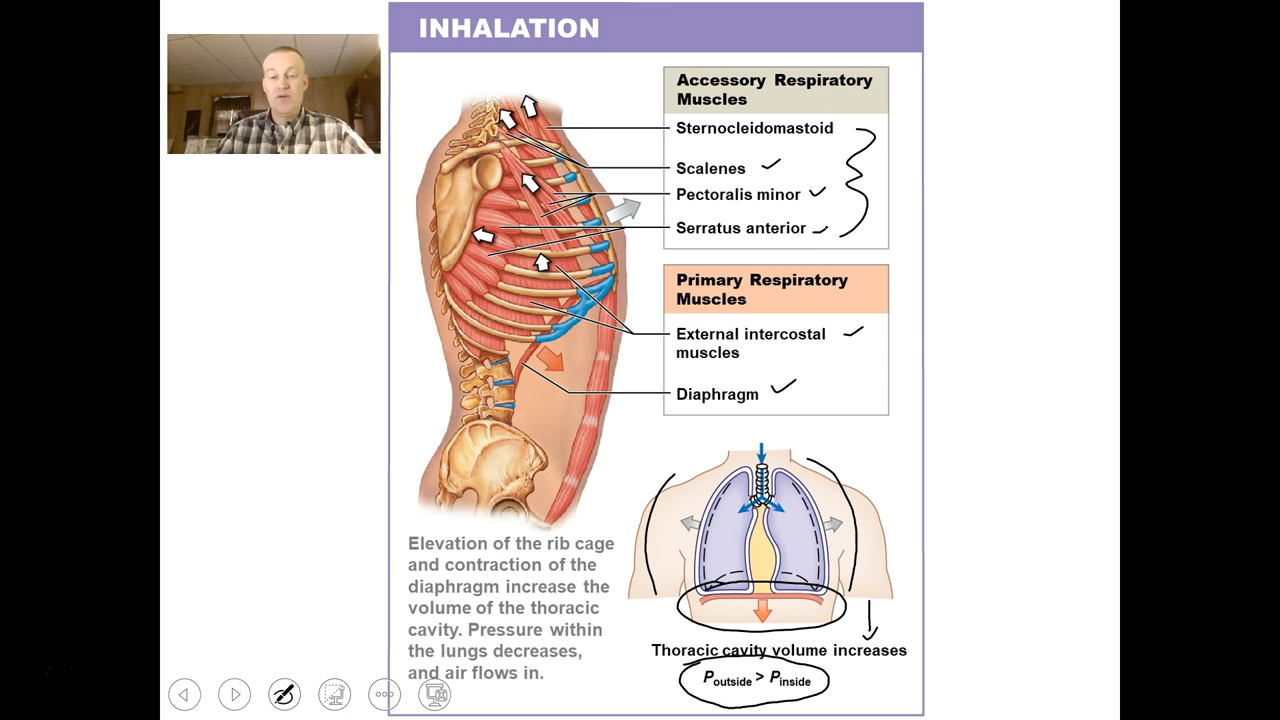 INHALATION
Accessory Respiratory
Muscles
Sternocleidomastoid
Scalenes
Pectoralis minor
Serratus anterior
Primary Respiratory
Muscles
External intercostal
muscles
Diaphragm
Elevation of the rib cage
and contraction of the
diaphragm increase the
volume of the thoracic
cavity. Pressure within
the lungs decreases,
and air flows in.
Thoracic cavity volume increases
Poutside > Pinside